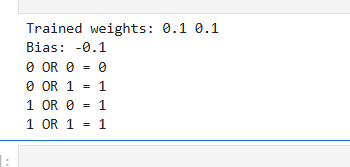 Trained weights: 0.1 0.1
Bias: -0.1
0 OR 0 = 0
0 OR 1 = 1
1 OR 0 = 1
1 OR 1 = 1
]: